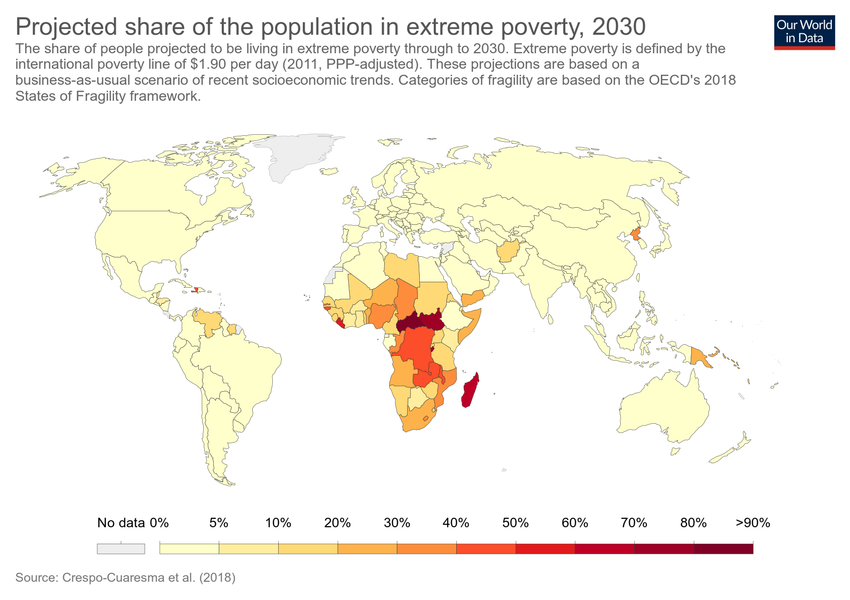 Projected share of the population in extreme poverty, 2030
Our World
in Data
The share of people projected to be living in extreme poverty through to 2030. Extreme poverty is defined by the
international poverty line of $1.90 per day (2011, PPP-adjusted). These projections are based on a
business-as-usual scenario of recent socioeconomic trends. Categories of fragility are based on the OECD's 2018
States of Fragility framework.
No data 0% 5% 10% 20% 30% 40% 50% 60% 70% 80% >90%
Source: Crespo-Cuaresma et al. (2018)